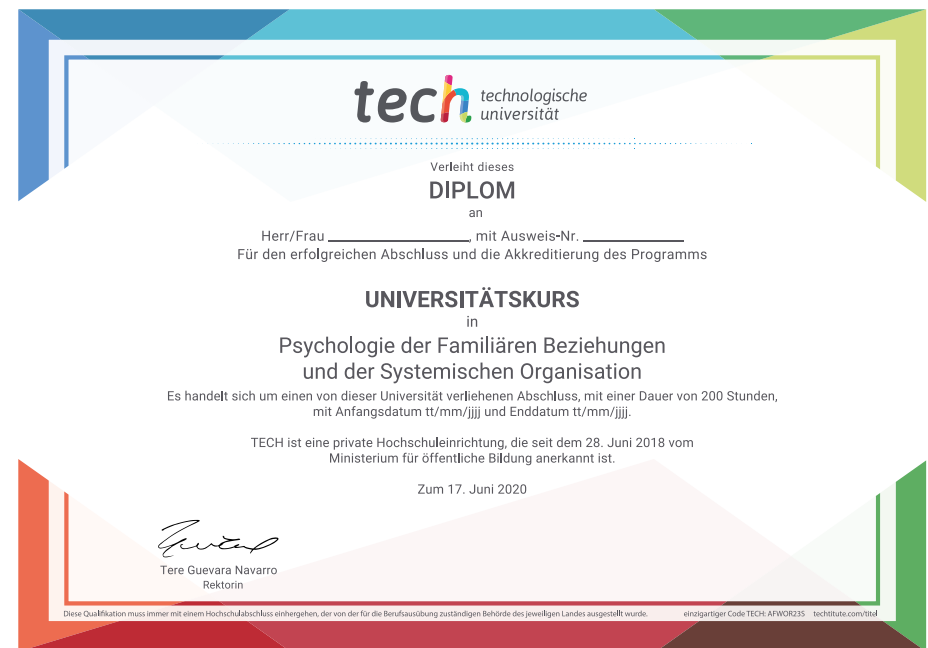 tech technologische
universität
Verleiht dieses
DIPLOM
an
Herr/Frau ____________________, mit Ausweis-Nr. ______________
Für den erfolgreichen Abschluss und die Akkreditierung des Programms
UNIVERSITÄTSKURS
in
Psychologie der Familiären Beziehungen
und der Systemischen Organisation
Es handelt sich um einen von dieser Universität verliehenen Abschluss, mit einer Dauer von 200 Stunden,
mit Anfangsdatum tt/mm/jjjj und Enddatum tt/mm/jjjj.
TECH ist eine private Hochschuleinrichtung, die seit dem 28. Juni 2018 vom
Ministerium für öffentliche Bildung anerkannt ist.
Zum 17. Juni 2020
Tere Guevara Navarro
Rektorin
Diese Qualifikation muss immer mit einem Hochschulabschluss einhergehen, der von der für die Berufsausübung zuständigen Behörde des jeweiligen Landes ausgestellt wurde. einzigartiger Code TECH: AFWOR23S techtitute.com/titel